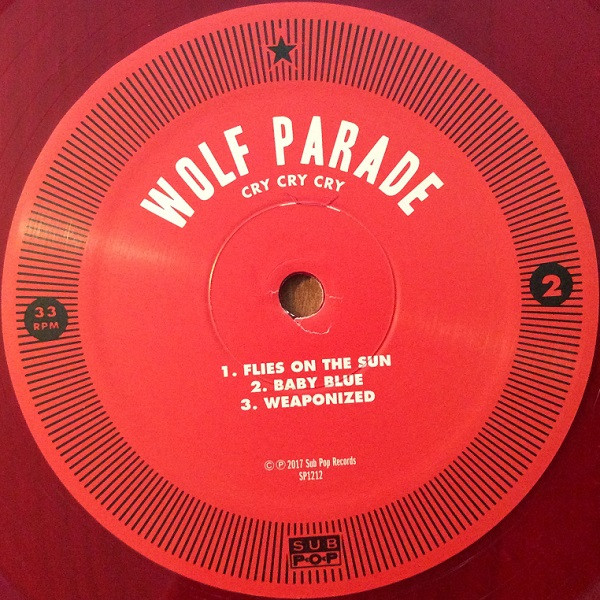 WOLF PARADE
CRY CRY CRY
33
RPM
2
1. FLIES ON THE SUN
2. BABY BLUE
3. WEAPONIZED
© ℗ 2017 Sub Pop Records
SP1212
SUB
POP